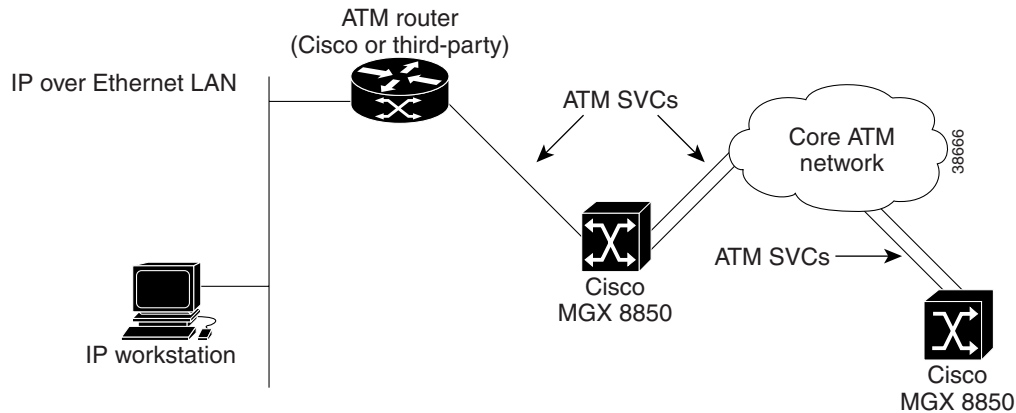 ATM router
(Cisco or third-party)
IP over Ethernet LAN
ATM SVCs
Core ATM
network
38666
ATM SVCs
Cisco
MGX 8850
IP workstation
Cisco
MGX 8850